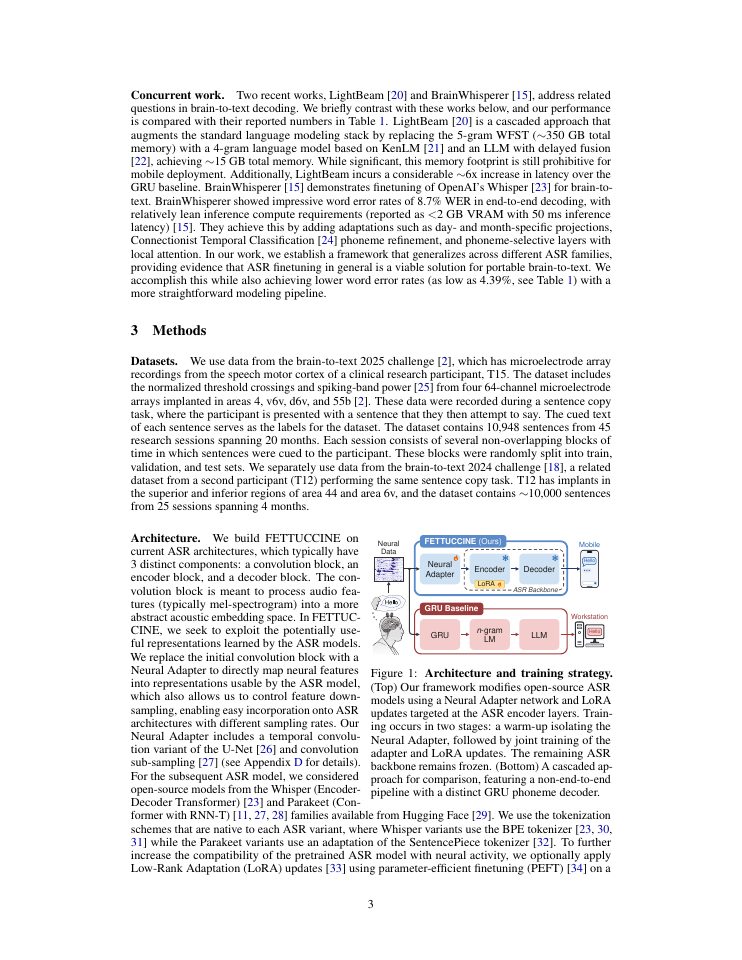 Concurrent work. Two recent works, LightBeam [20] and BrainWhisperer [15], address related
questions in brain-to-text decoding. We briefly contrast with these works below, and our performance
is compared with their reported numbers in Table 1. LightBeam [20] is a cascaded approach that
augments the standard language modeling stack by replacing the 5-gram WFST (∼350 GB total
memory) with a 4-gram language model based on KenLM [21] and an LLM with delayed fusion
[22], achieving ∼15 GB total memory. While significant, this memory footprint is still prohibitive for
mobile deployment. Additionally, LightBeam incurs a considerable ∼6x increase in latency over the
GRU baseline. BrainWhisperer [15] demonstrates finetuning of OpenAI's Whisper [23] for brain-to-
text. BrainWhisperer showed impressive word error rates of 8.7% WER in end-to-end decoding, with
relatively lean inference compute requirements (reported as <2 GB VRAM with 50 ms inference
latency) [15]. They achieve this by adding adaptations such as day- and month-specific projections,
Connectionist Temporal Classification [24] phoneme refinement, and phoneme-selective layers with
local attention. In our work, we establish a framework that generalizes across different ASR families,
providing evidence that ASR finetuning in general is a viable solution for portable brain-to-text. We
accomplish this while also achieving lower word error rates (as low as 4.39%, see Table 1) with a
more straightforward modeling pipeline.
3 Methods
Datasets. We use data from the brain-to-text 2025 challenge [2], which has microelectrode array
recordings from the speech motor cortex of a clinical research participant, T15. The dataset includes
the normalized threshold crossings and spiking-band power [25] from four 64-channel microelectrode
arrays implanted in areas 4, v6v, d6v, and 55b [2]. These data were recorded during a sentence copy
task, where the participant is presented with a sentence that they then attempt to say. The cued text
of each sentence serves as the labels for the dataset. The dataset contains 10,948 sentences from 45
research sessions spanning 20 months. Each session consists of several non-overlapping blocks of
time in which sentences were cued to the participant. These blocks were randomly split into train,
validation, and test sets. We separately use data from the brain-to-text 2024 challenge [18], a related
dataset from a second participant (T12) performing the same sentence copy task. T12 has implants in
the superior and inferior regions of area 44 and area 6v, and the dataset contains ∼10,000 sentences
from 25 sessions spanning 4 months.
Architecture. We build FETTUCCINE on
current ASR architectures, which typically have
3 distinct components: a convolution block, an
encoder block, and a decoder block. The con-
volution block is meant to process audio fea-
tures (typically mel-spectrogram) into a more
abstract acoustic embedding space. In FETTUC-
CINE, we seek to exploit the potentially use-
ful representations learned by the ASR models.
We replace the initial convolution block with a
Neural Adapter to directly map neural features
into representations usable by the ASR model,
which also allows us to control feature down-
sampling, enabling easy incorporation onto ASR
architectures with different sampling rates. Our
Neural Adapter includes a temporal convolu-
tion variant of the U-Net [26] and convolution
sub-sampling [27] (see Appendix D for details).
For the subsequent ASR model, we considered
open-source models from the Whisper (Encoder-
Decoder Transformer) [23] and Parakeet (Con-
former with RNN-T) [11, 27, 28] families available from Hugging Face [29]. We use the tokenization
schemes that are native to each ASR variant, where Whisper variants use the BPE tokenizer [23, 30,
31] while the Parakeet variants use an adaptation of the SentencePiece tokenizer [32]. To further
increase the compatibility of the pretrained ASR model with neural activity, we optionally apply
Low-Rank Adaptation (LoRA) updates [33] using parameter-efficient finetuning (PEFT) [34] on a
Neural
Data
Hello
FETTUCCINE (Ours)
Neural
Adapter
Encoder
LoRA
Decoder
ASR Backbone
Mobile
Hello
GRU Baseline
GRU
n-gram
LM
LLM
Workstation
Hello
Figure 1: Architecture and training strategy.
(Top) Our framework modifies open-source ASR
models using a Neural Adapter network and LoRA
updates targeted at the ASR encoder layers. Train-
ing occurs in two stages: a warm-up isolating the
Neural Adapter, followed by joint training of the
adapter and LoRA updates. The remaining ASR
backbone remains frozen. (Bottom) A cascaded ap-
proach for comparison, featuring a non-end-to-end
pipeline with a distinct GRU phoneme decoder.
3